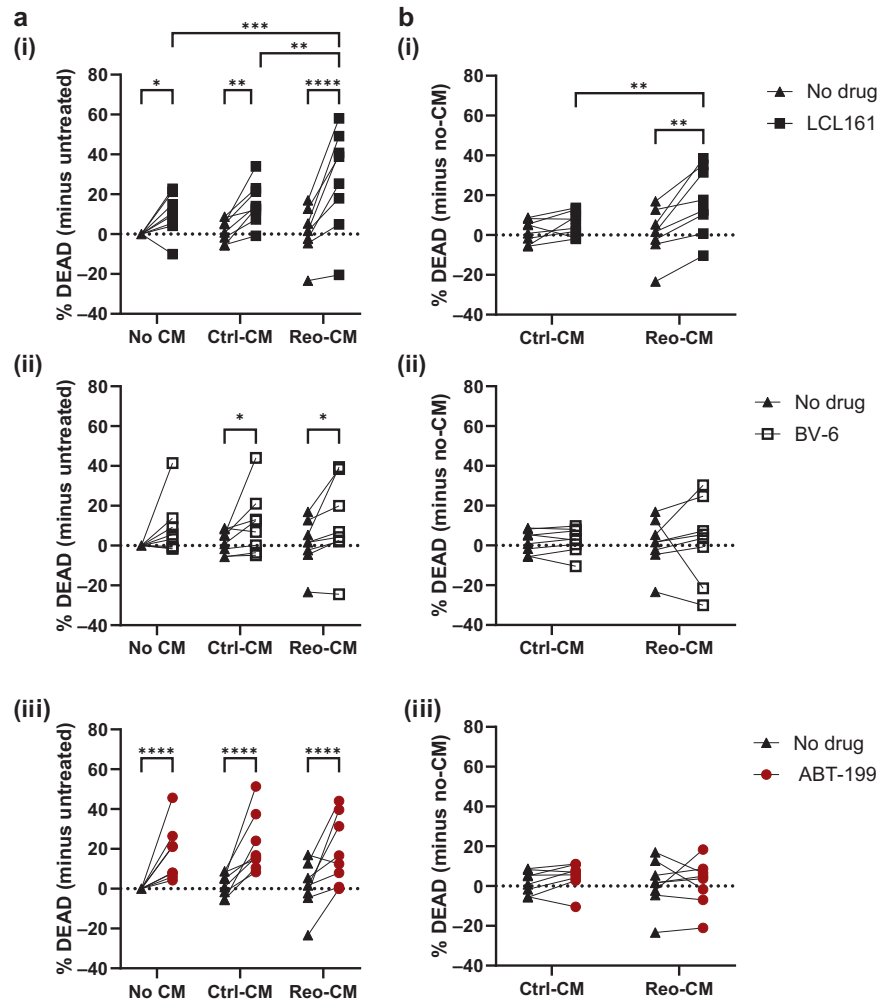 a
(i)
% DEAD (minus untreated)
80
60
40
20
0
–20
–40
*
**
****
***
**
No CM
Ctrl-CM
Reo-CM
b
(i)
% DEAD (minus no-CM)
80
60
40
20
0
–20
–40
**
**
Ctrl-CM
Reo-CM
No drug
LCL161
(ii)
% DEAD (minus untreated)
80
60
40
20
0
–20
–40
*
*
No CM
Ctrl-CM
Reo-CM
(ii)
% DEAD (minus no-CM)
80
60
40
20
0
–20
–40
Ctrl-CM
Reo-CM
No drug
BV-6
(iii)
% DEAD (minus untreated)
80
60
40
20
0
–20
–40
****
****
****
No CM
Ctrl-CM
Reo-CM
(iii)
% DEAD (minus no-CM)
80
60
40
20
0
–20
–40
Ctrl-CM
Reo-CM
No drug
ABT-199